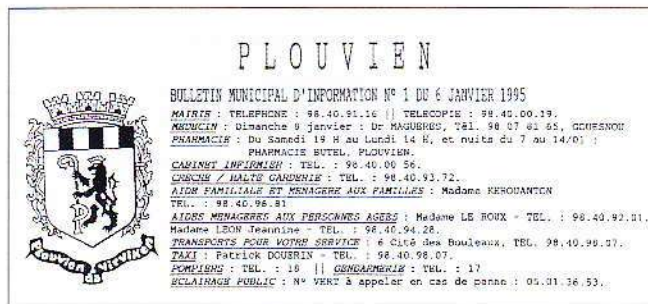 PLOUVIEN
BULLETIN MUNICIPAL D'INFORMATION N° 1 DU 6 JANVIER 1995
MAIRIE : TELEPHONE : 98.40.91.16 || TELECOPIE : 98.40.00.19.
MEDECIN : Dimanche 8 janvier : Dr MAGUERES, Tél. 98 07 81 65, GOUESNOU
PHARMACIE : Du Samedi 19 H au Lundi 14 H, et nuits du 7 au 14/01 :
PHARMACIE BUTEL, PLOUVIEN.
CABINET INFIRMIER : TEL. : 98.40.00 56.
CRECHE / HALTE GARDERIE : TEL. : 98.40.93.72.
AIDE FAMILIALE ET MENAGERE AUX FAMILLES : Madame KEROUANTON
TEL. : 98.40.96.81
AIDES MENAGERES AUX PERSONNES AGEES : Madame LE ROUX - TEL. : 98.40.92.01.
Madame LEON Jeannine - TEL. : 98.40.94.28.
TRANSPORTS POUR VOTRE SERVICE : 6 Cité des Bouleaux, TEL. 98.40.98.07.
TAXI : Patrick DOUERIN - TEL. : 98.40.98.07.
POMPIERS : TEL. : 18 || GENDARMERIE : TEL. : 17
ECLAIRAGE PUBLIC : N° VERT à appeler en cas de panne : 05.01.36.53.
Plouvien